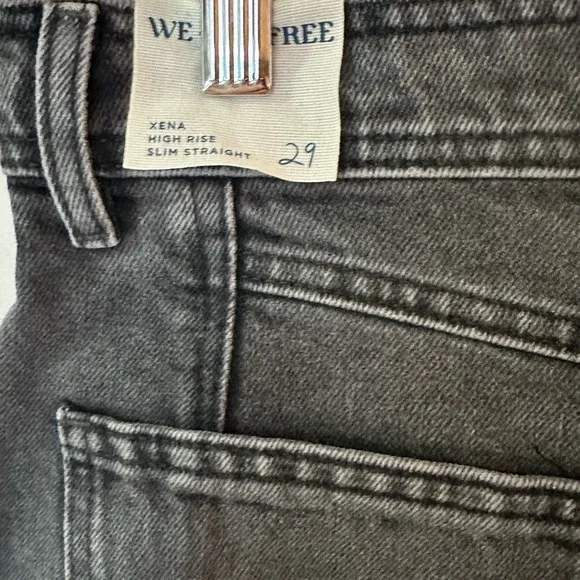 WE FREE
XENA
HIGH RISE
SLIM STRAIGHT 29